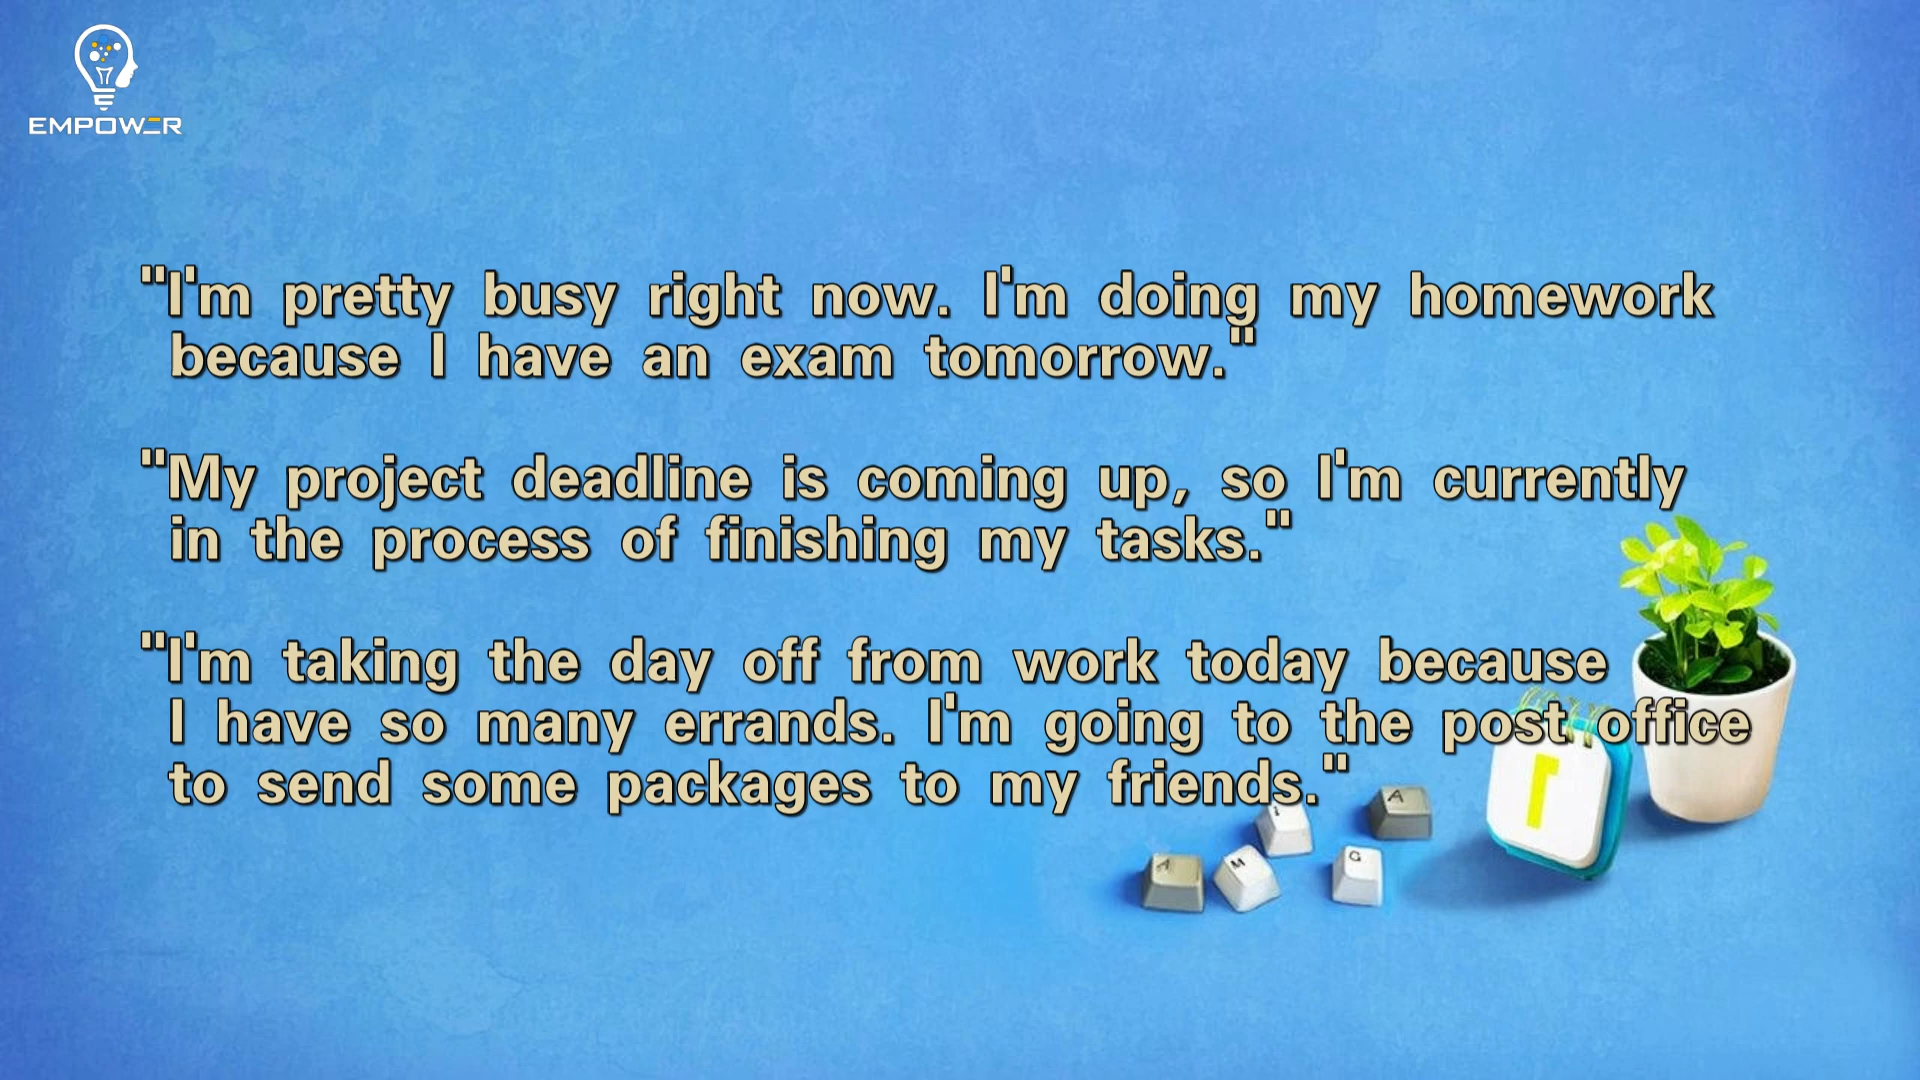 EMPOWER
"I'm pretty busy right now. I'm doing my homework
because I have an exam tomorrow."
"My project deadline is coming up, so I'm currently
in the process of finishing my tasks."
"I'm taking the day off from work today because
I have so many errands. I'm going to the post office
to send some packages to my friends."
A
A
M
G